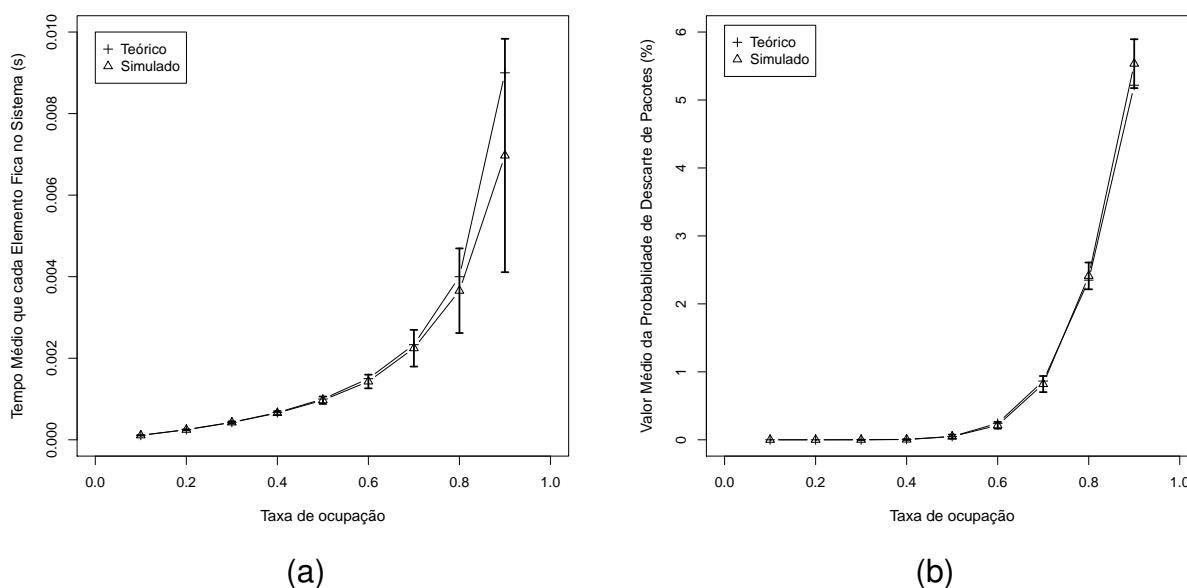 Tempo Médio que cada Elemento Fica no Sistema (s)
0.010
0.008
0.006
0.004
0.002
0.000
Teórico
Simulado
0.0 0.2 0.4 0.6 0.8 1.0
Taxa de ocupação
(a)
Valor Médio da Probablidade de Descarte de Pacotes (%)
6
5
4
3
2
1
0
Teórico
Simulado
0.0 0.2 0.4 0.6 0.8 1.0
Taxa de ocupação
(b)